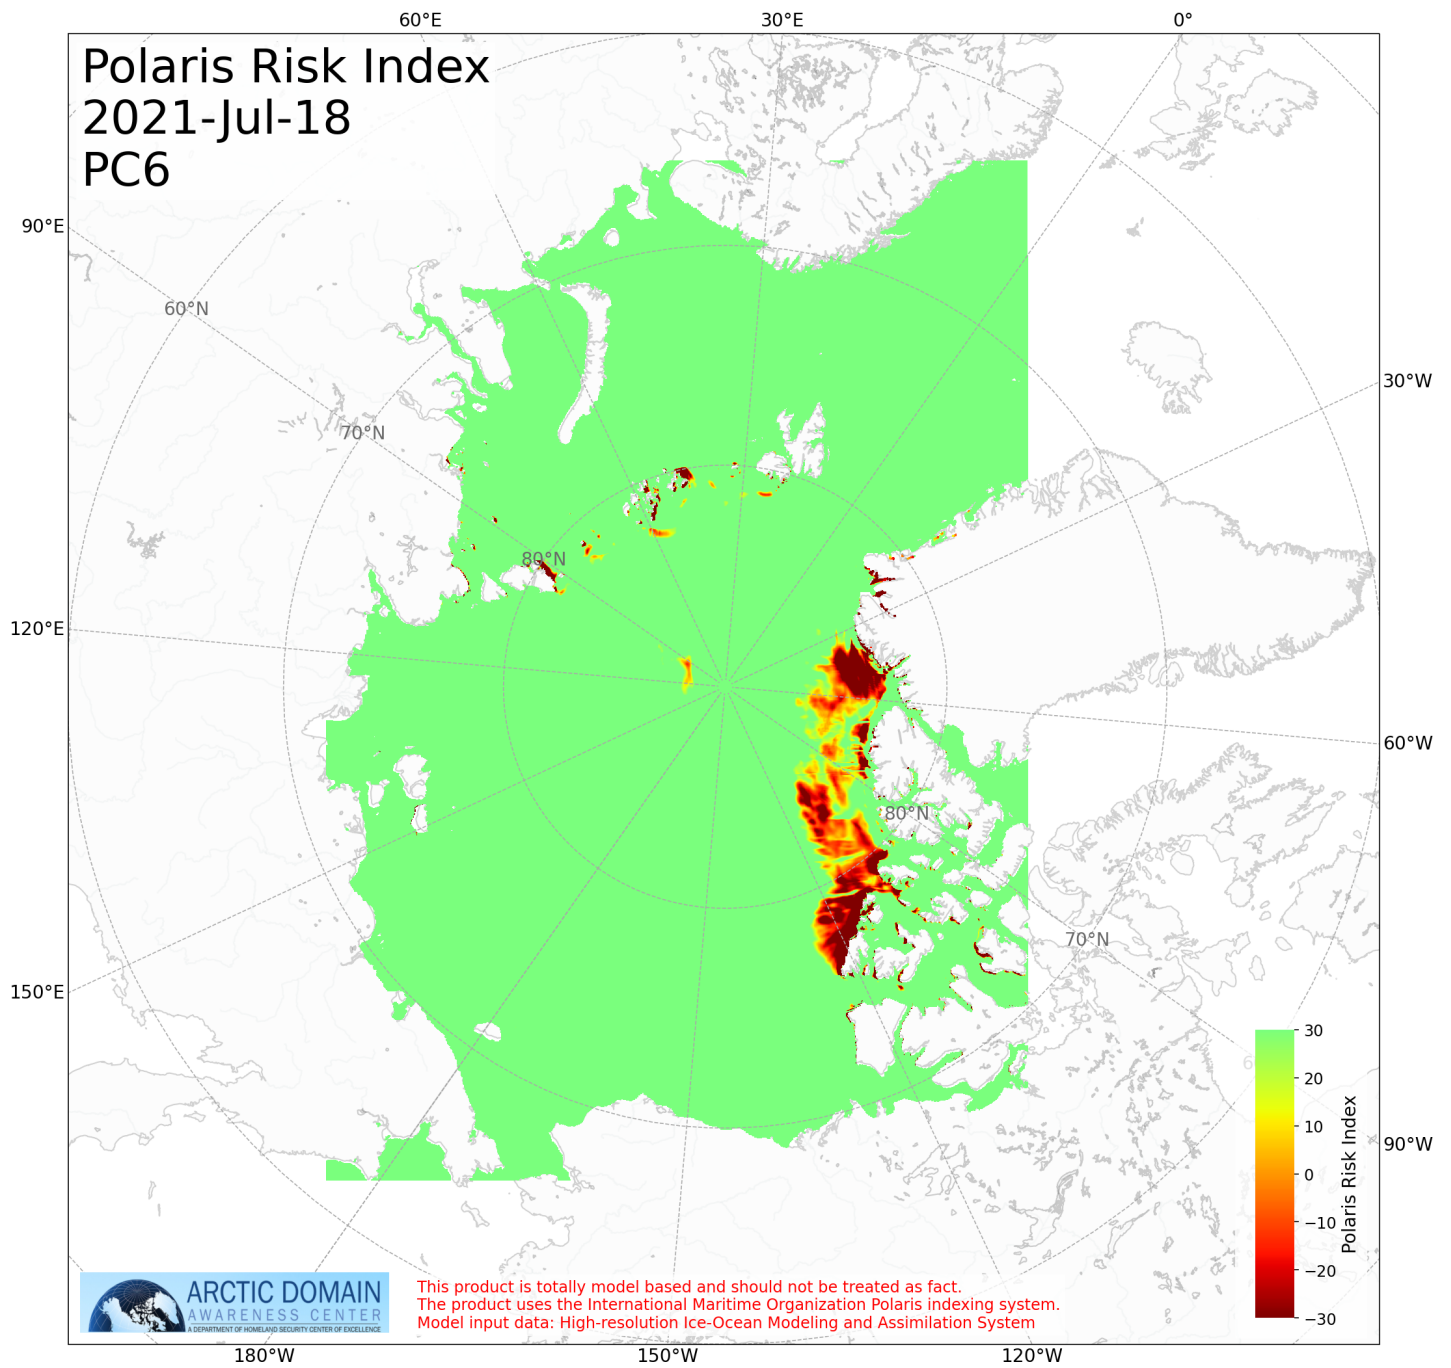 60°E 30°E 0°
Polaris Risk Index
2021-Jul-18
PC6
90°E
60°N
30°W
70°N
80°N
120°E
60°W
80°N
70°N
150°E
30
20
10
0
−10
−20
−30
Polaris Risk Index
90°W
ARCTIC DOMAIN
AWARENESS CENTER
A DEPARTMENT OF HOMELAND SECURITY CENTER OF EXCELLENCE
This product is totally model based and should not be treated as fact.
The product uses the International Maritime Organization Polaris indexing system.
Model input data: High-resolution Ice-Ocean Modeling and Assimilation System
180°W 150°W 120°W